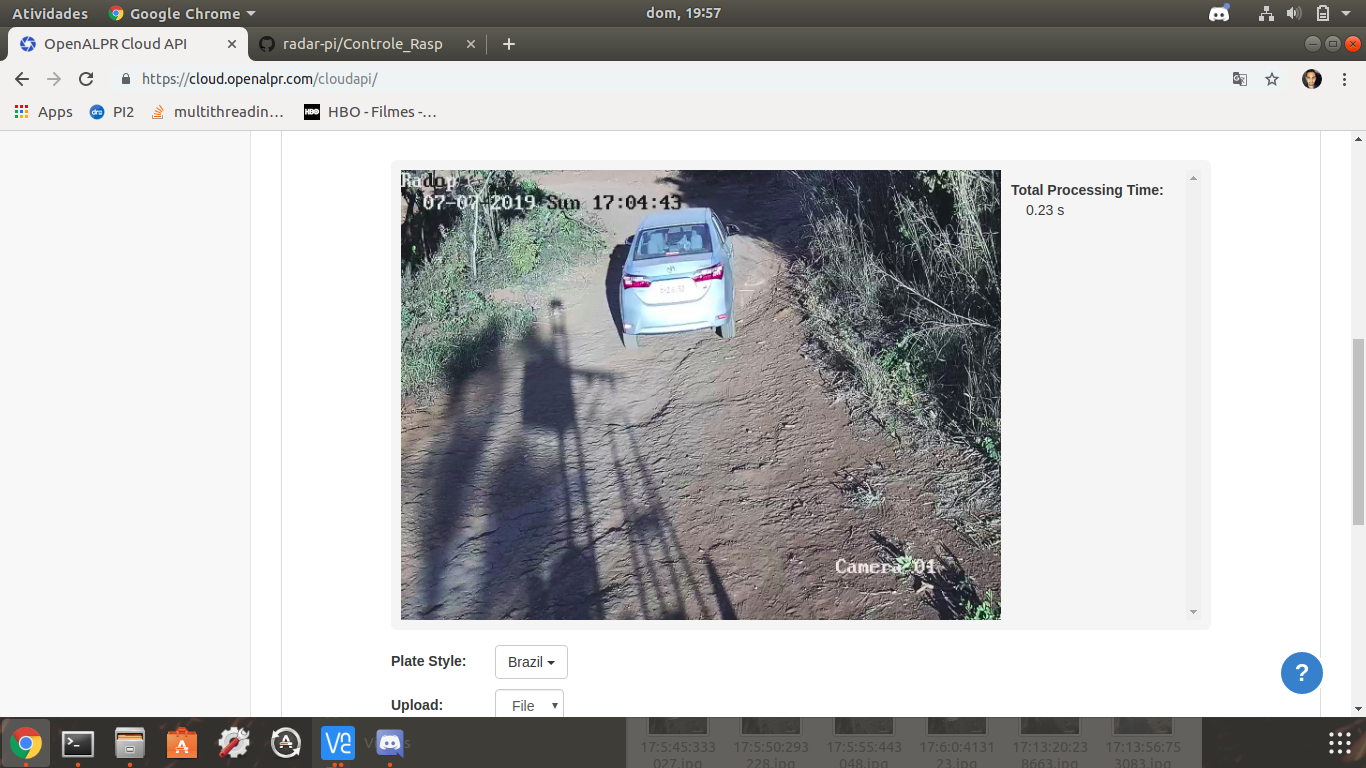 Atividades Google Chrome dom, 19:57
OpenALPR Cloud API radar-pi/Controle_Rasp
https://cloud.openalpr.com/cloudapi/
Apps PI2 multithreadin… HBO - Filmes -…
07-07-2019 Sun 17:04:43
Total Processing Time:
0.23 s
Camera 01
Plate Style: Brazil
?
Upload: File
17:5:45:333 17:5:50:293 17:5:55:443 17:6:0:4131 17:13:20:23 17:13:56:75
027.jpg 228.jpg 048.jpg 23.jpg 8663.jpg 3083.jpg